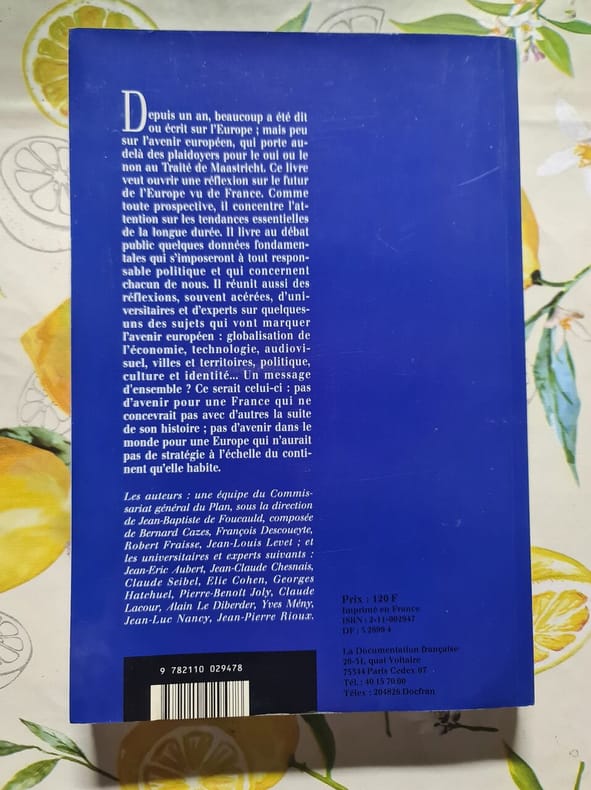 Depuis un an, beaucoup a été dit
ou écrit sur l'Europe ; mais peu
sur l'avenir européen, qui porte au-
delà des plaidoyers pour le oui ou le
non au Traité de Maastricht. Ce livre
veut ouvrir une réflexion sur le futur
de l'Europe vu de France. Comme
toute prospective, il concentre l'at-
tention sur les tendances essentielles
de la longue durée. Il livre au débat
public quelques données fondamen-
tales qui s'imposeront à tout respon-
sable politique et qui concernent
chacun de nous. Il réunit aussi des
réflexions, souvent acérées, d'uni-
versitaires et d'experts sur quelques-
uns des sujets qui vont marquer
l'avenir européen : globalisation de
l'économie, technologie, audiovi-
suel, villes et territoires, politique,
culture et identité... Un message
d'ensemble ? Ce serait celui-ci : pas
d'avenir pour une France qui ne
concevrait pas avec d'autres la suite
de son histoire ; pas d'avenir dans le
monde pour une Europe qui n'aurait
pas de stratégie à l'échelle du conti-
nent qu'elle habite.
Les auteurs : une équipe du Commis-
sariat général du Plan, sous la direction
de Jean-Baptiste de Foucauld, composée
de Bernard Cazes, François Descoueyte,
Robert Fraisse, Jean-Louis Levet ; et
les universitaires et experts suivants :
Jean-Eric Aubert, Jean-Claude Chesnais,
Claude Seibel, Elie Cohen, Georges
Hatchuel, Pierre-Benoît Joly, Claude
Lacour, Alain Le Diberder, Yves Mény,
Jean-Luc Nancy, Jean-Pierre Rioux.
Prix : 120 F
Imprimé en France
ISBN : 2-11-002947
DF : 5 2899-4
La Documentation française
29-31, quai Voltaire
75344 Paris Cedex 07
Tél. : 40 15 70 00
Télex : 204826 Docfran
9 782110 029478